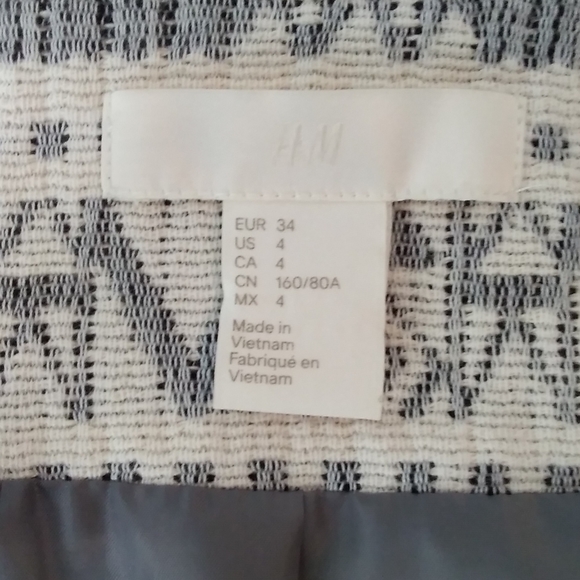 H&M
EUR 34
US 4
CA 4
CN 160/80A
MX 4
Made in
Vietnam
Fabriqué en
Vietnam